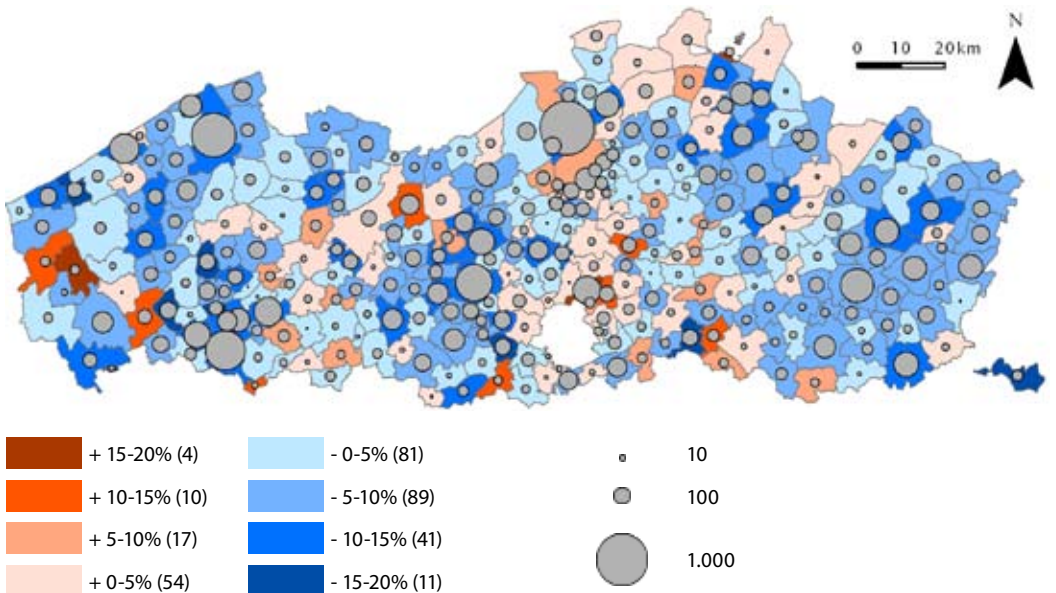 N
0 10 20km
+ 15-20% (4)
- 0-5% (81)
10
+ 10-15% (10)
- 5-10% (89)
100
+ 5-10% (17)
- 10-15% (41)
1.000
+ 0-5% (54)
- 15-20% (11)